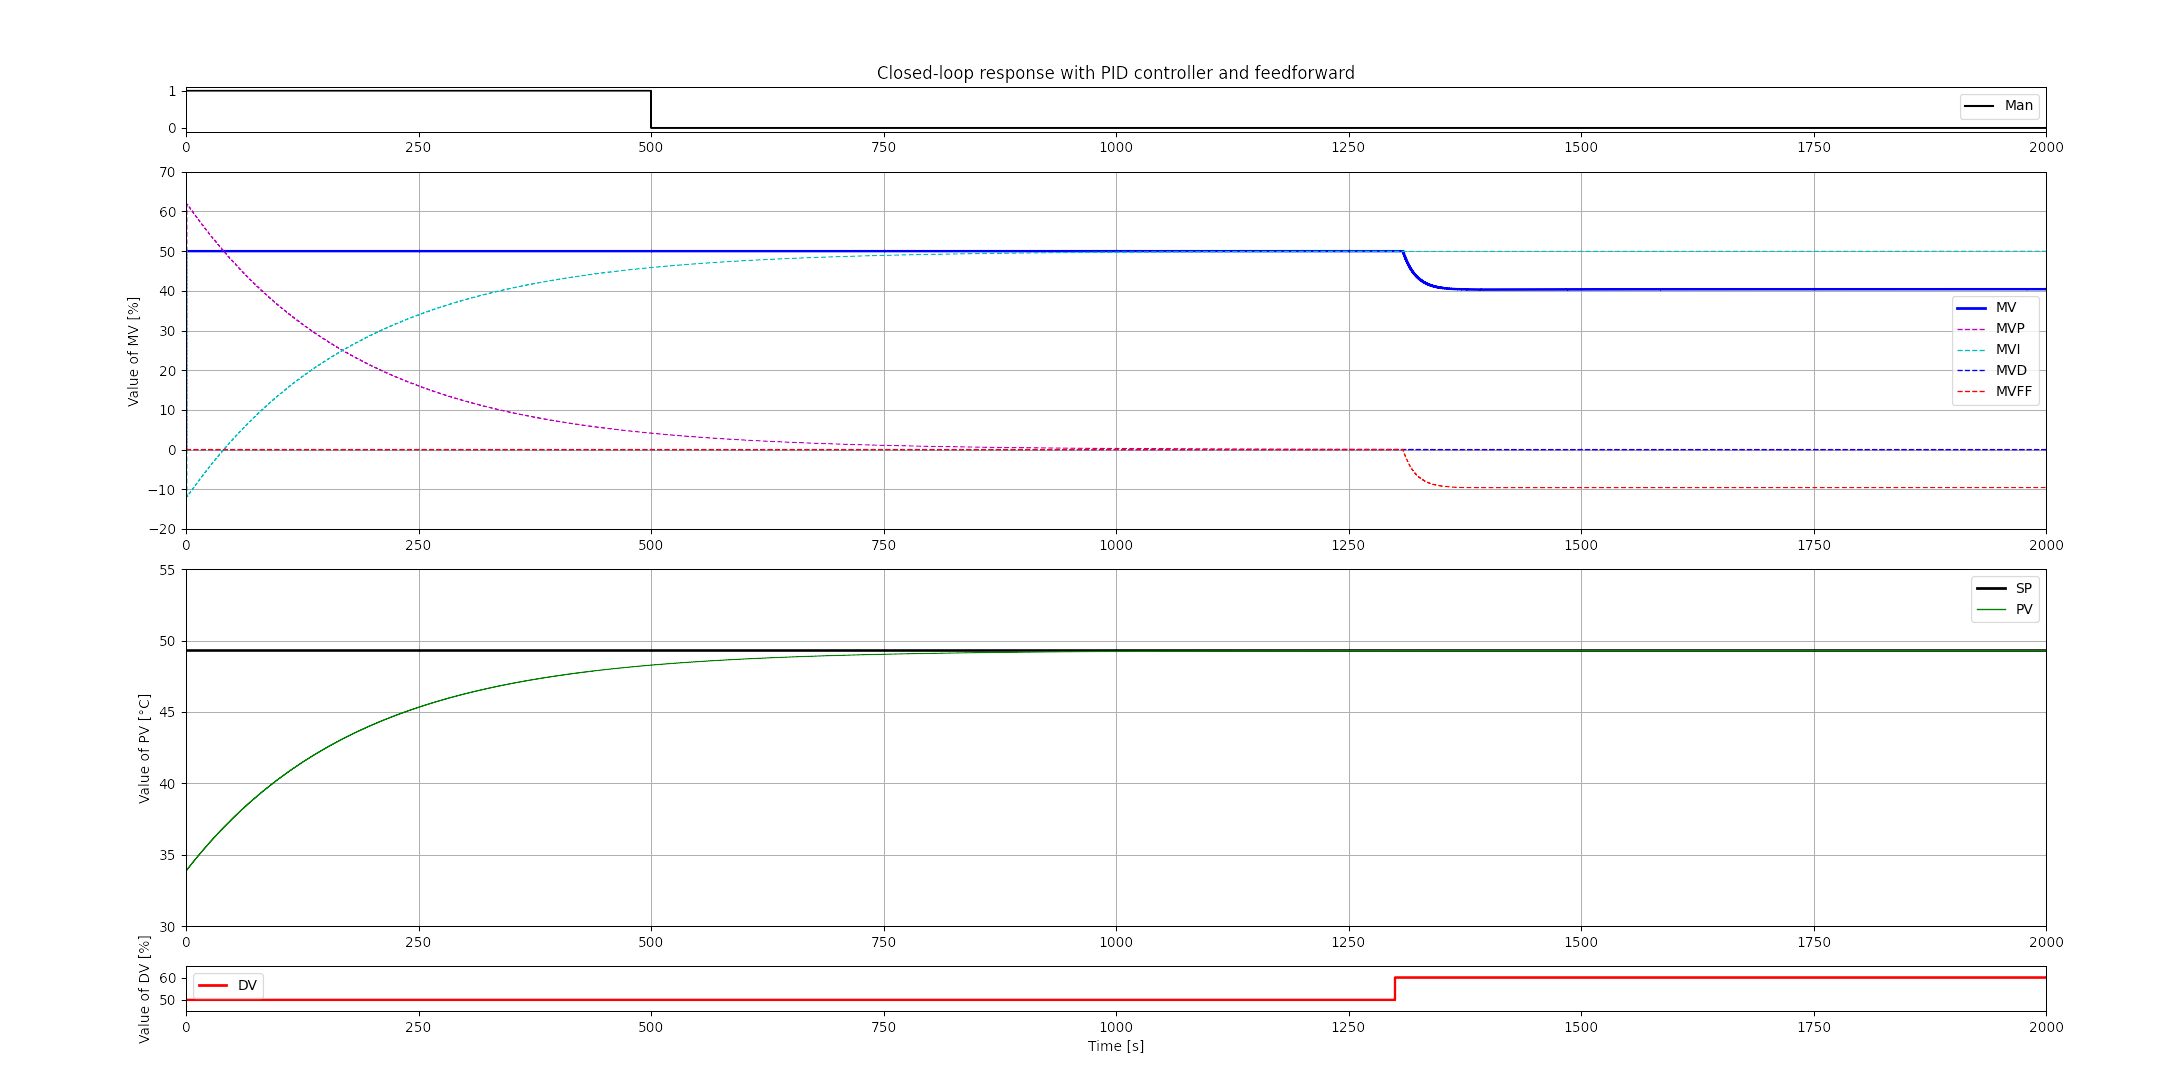 Closed-loop response with PID controller and feedforward
1
0
Man
0 250 500 750 1000 1250 1500 1750 2000
Value of MV [%]
70
60
50
40
30
20
10
0
−10
−20
MV
MVP
MVI
MVD
MVFF
0 250 500 750 1000 1250 1500 1750 2000
Value of PV [°C]
55
50
45
40
35
30
SP
PV
0 250 500 750 1000 1250 1500 1750 2000
Value of DV [%]
60
50
DV
0 250 500 750 1000 1250 1500 1750 2000
Time [s]